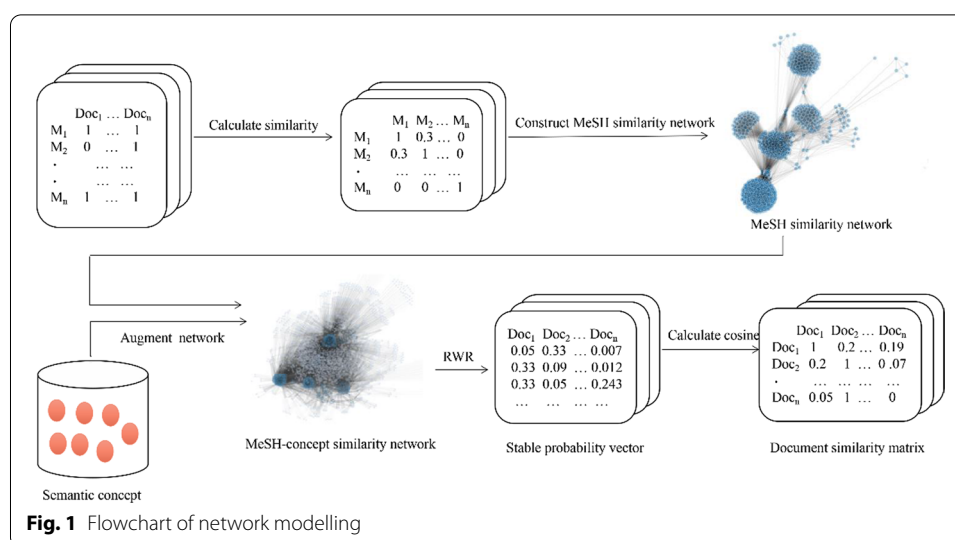 Doc1 … Docn
M1 1 … 1
M2 0 … 1
. … …
. … …
Mn 1 … 1
Calculate similarity
M1 M2 … Mn
M1 1 0.3 … 0
M2 0.3 1 … 0
. … … …
Mn 0 0 … 1
Construct MeSH similarity network
MeSH similarity network
Augment network
Semantic concept
MeSH-concept similarity network
RWR
Doc1 Doc2 … Docn
0.05 0.33 … 0.007
0.33 0.09 … 0.012
0.33 0.05 … 0.243
… … … …
Stable probability vector
Calculate cosine
Doc1 Doc2 … Docn
Doc1 1 0.2 … 0.19
Doc2 0.2 1 … 0 .07
. … … … …
Docn 0.05 1 … 0
Document similarity matrix
Fig. 1 Flowchart of network modelling